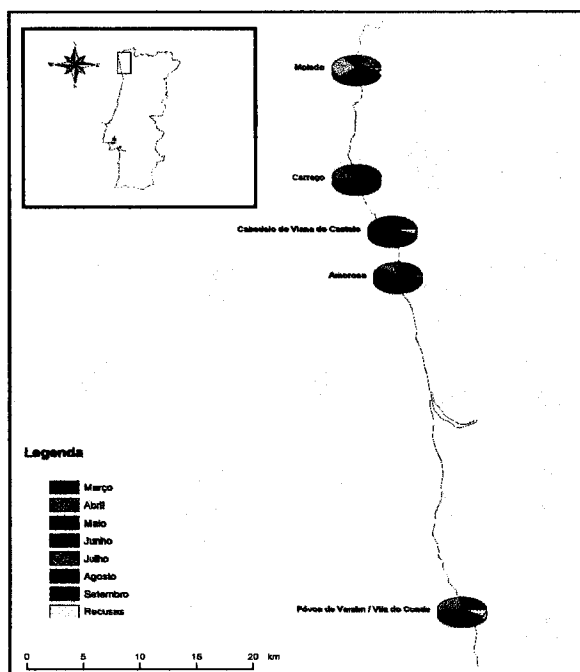 Moledo
Carreço
Cabedelo de Viana do Castelo
Amorosa
Póvoa de Varzim / Vila do Conde
Legenda
Março
Abril
Maio
Junho
Julho
Agosto
Setembro
Recusas
0 5 10 20 km